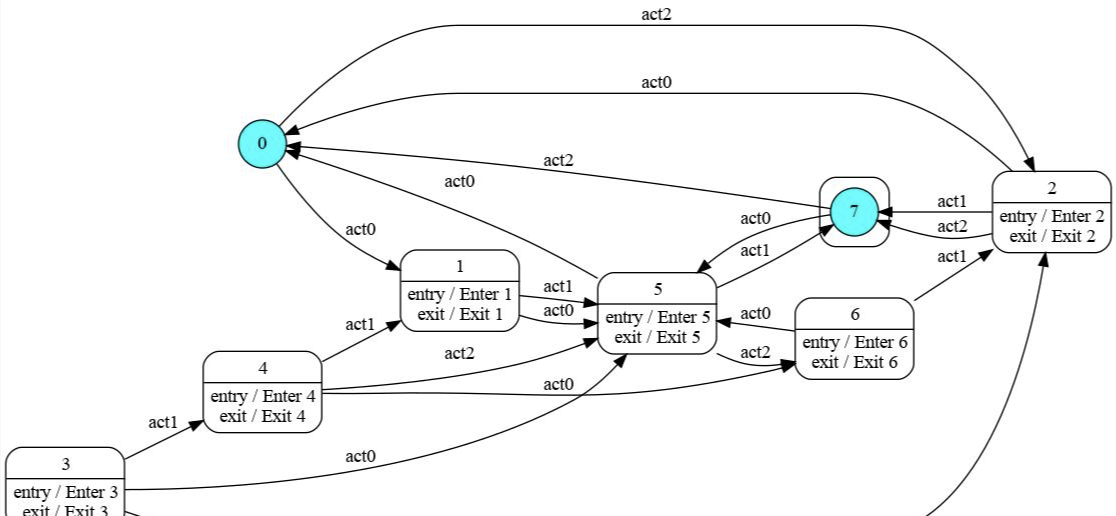 act2
act0
0
act2
act0
2
entry / Enter 2
exit / Exit 2
act1
act2
7
act0
act0
act1
act1
1
entry / Enter 1
exit / Exit 1
act1
act0
5
entry / Enter 5
exit / Exit 5
act0
6
entry / Enter 6
exit / Exit 6
act1
act2
act2
4
entry / Enter 4
exit / Exit 4
act0
act1
act0
3
entry / Enter 3
exit / Exit 3